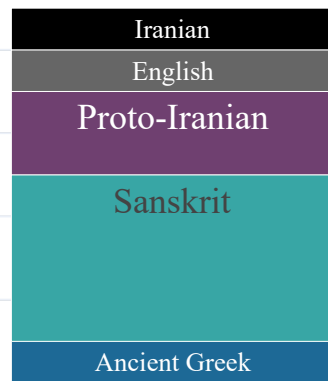 Iranian
English
Proto-Iranian
Sanskrit
Ancient Greek